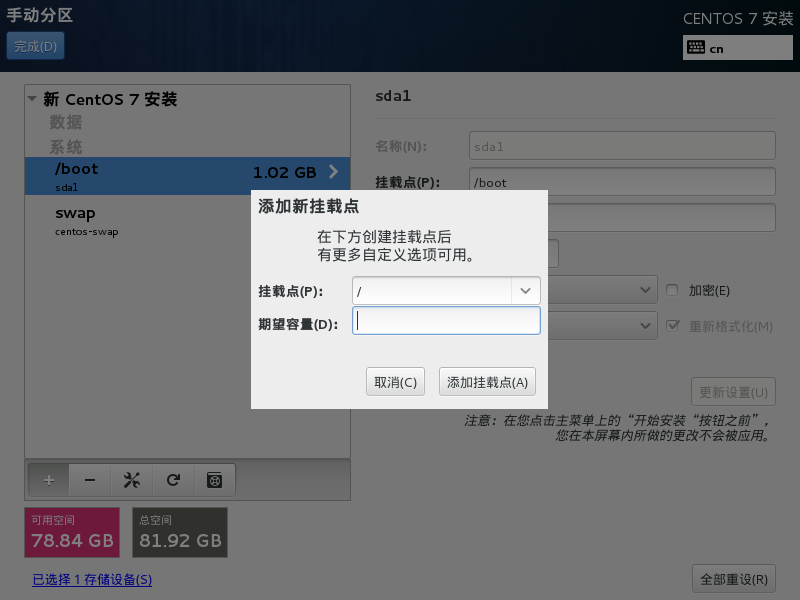 手动分区
CENTOS 7 安装
完成(D)
cn
新 CentOS 7 安装
数据
系统
/boot
1.02 GB
sda1
swap
centos-swap
sda1
名称(N):
sda1
挂载点(P):
/boot
添加新挂载点
在下方创建挂载点后
有更多自定义选项可用。
挂载点(P):
/
期望容量(D):
取消(C)
添加挂载点(A)
加密(E)
重新格式化(M)
更新设置(U)
注意：在您点击主菜单上的“开始安装“按钮之前”，
您在本屏幕内所做的更改不会被应用。
可用空间
78.84 GB
总空间
81.92 GB
已选择 1 存储设备(S)
全部重设(R)